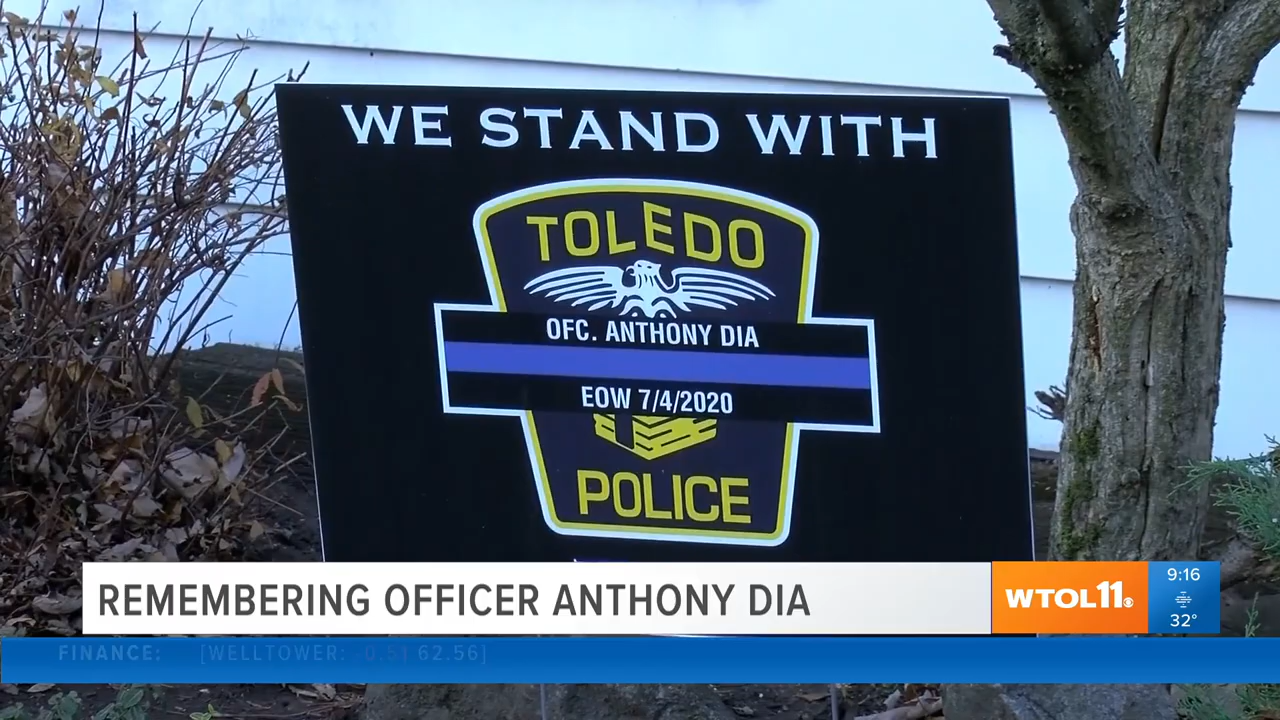 WE STAND WITH
TOLEDO
OFC. ANTHONY DIA
EOW 7/4/2020
POLICE
REMEMBERING OFFICER ANTHONY DIA
WTOL11
9:16
32°
FINANCE: [WELLTOWER: -0.51 62.56]